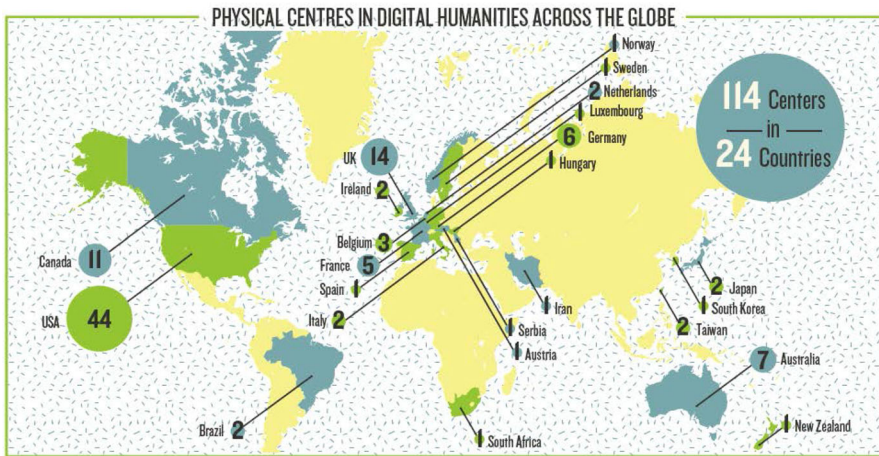 PHYSICAL CENTRES IN DIGITAL HUMANITIES ACROSS THE GLOBE
114 Centers
in
24 Countries
1 Norway
1 Sweden
2 Netherlands
1 Luxembourg
6 Germany
1 Hungary
UK 14
Ireland 2
Belgium 3
France 5
Spain 1
Italy 2
Canada 11
USA 44
Brazil 2
1 Iran
1 Serbia
1 Austria
1 South Africa
2 Japan
1 South Korea
2 Taiwan
7 Australia
1 New Zealand